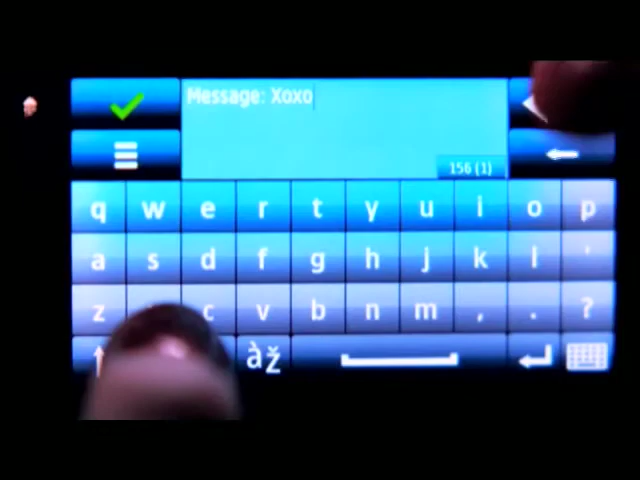 Message: Xoxo
156 (1)
q w e r t y u i o p
a s d f g h j k l '
z c v b n m , . ?
àž